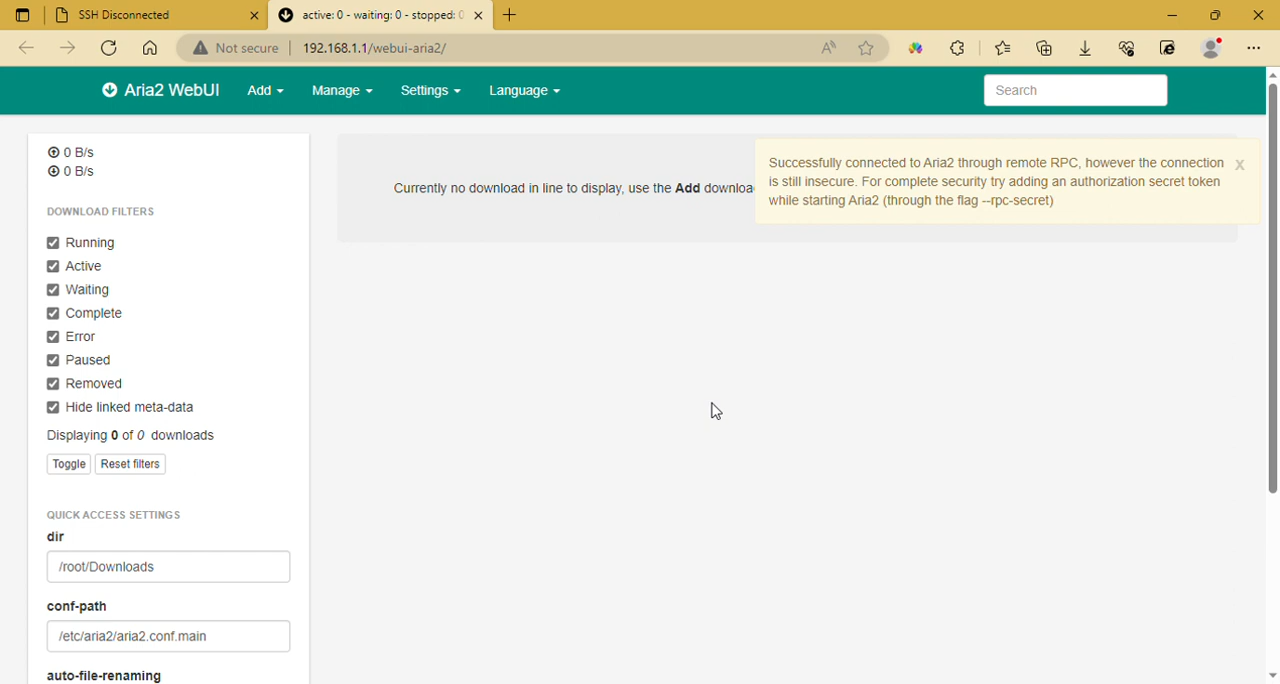 SSH Disconnected
active: 0 - waiting: 0 - stopped:
Not secure 192.168.1.1/webui-aria2/
Aria2 WebUI Add Manage Settings Language Search
0 B/s
0 B/s
DOWNLOAD FILTERS
Running
Active
Waiting
Complete
Error
Paused
Removed
Hide linked meta-data
Displaying 0 of 0 downloads
Toggle Reset filters
QUICK ACCESS SETTINGS
dir
/root/Downloads
conf-path
/etc/aria2/aria2.conf.main
auto-file-renaming
Currently no download in line to display, use the Add downloa
Successfully connected to Aria2 through remote RPC, however the connection
is still insecure. For complete security try adding an authorization secret token
while starting Aria2 (through the flag --rpc-secret)
x